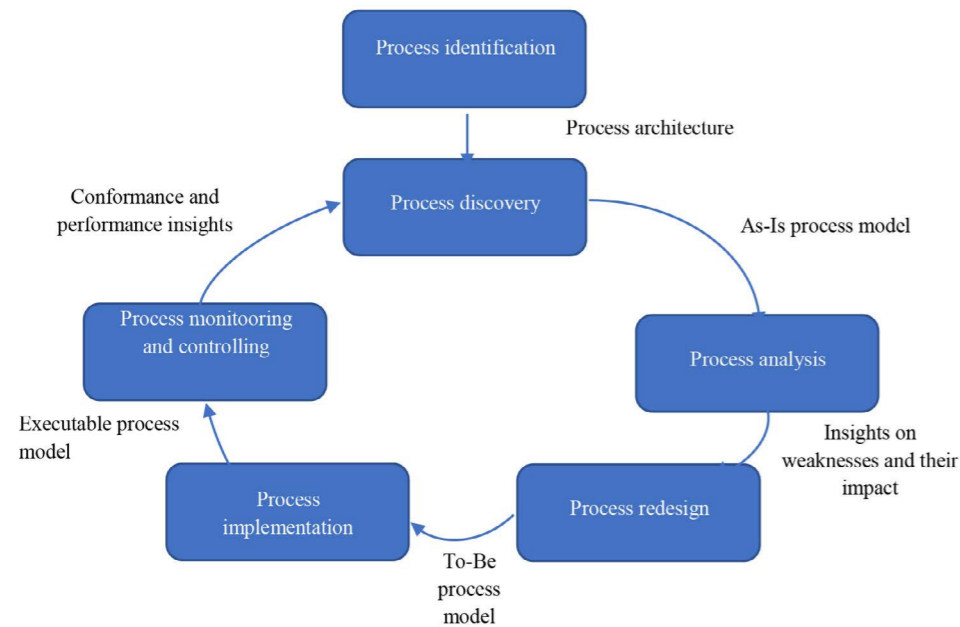 Process identification
Process architecture
Process discovery
Conformance and
performance insights
As-Is process model
Process monitooring
and controlling
Process analysis
Executable process
model
Insights on
weaknesses and their
impact
Process
implementation
Process redesign
To-Be
process
model